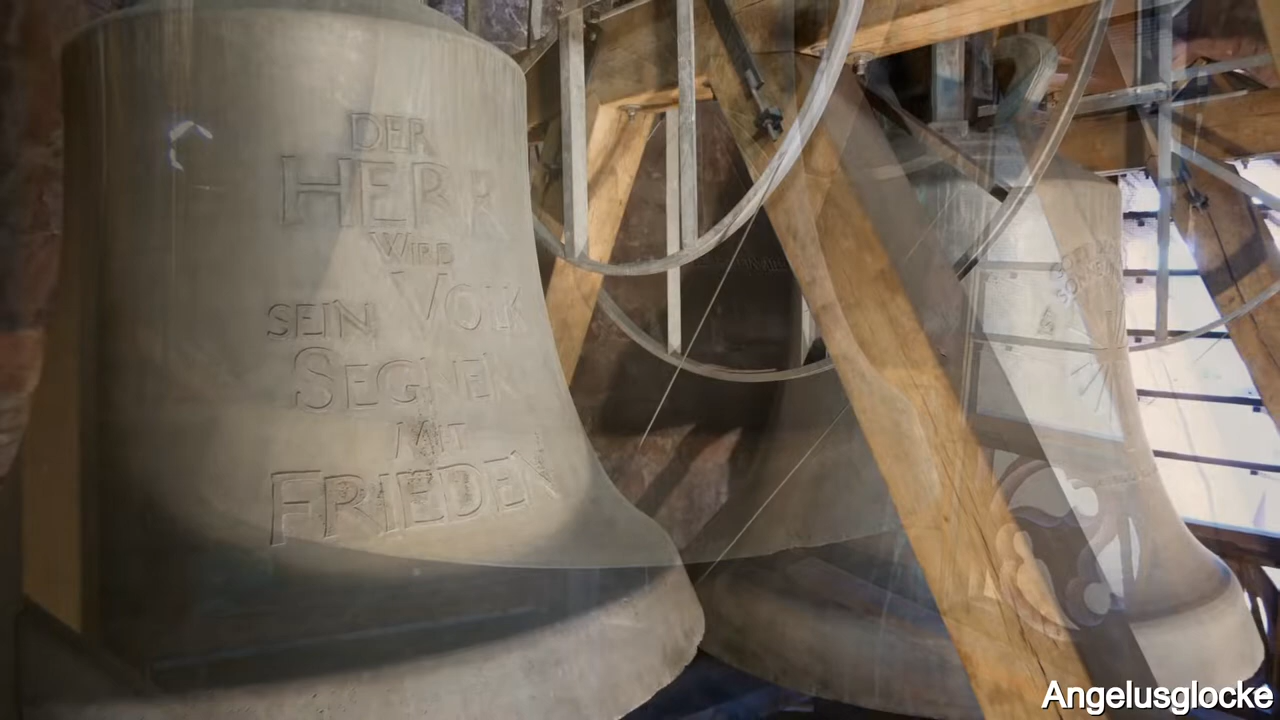 DER
HERR
WIRD
SEIN VOLK
SEGNEN
MIT
FRIEDEN
Angelusglocke